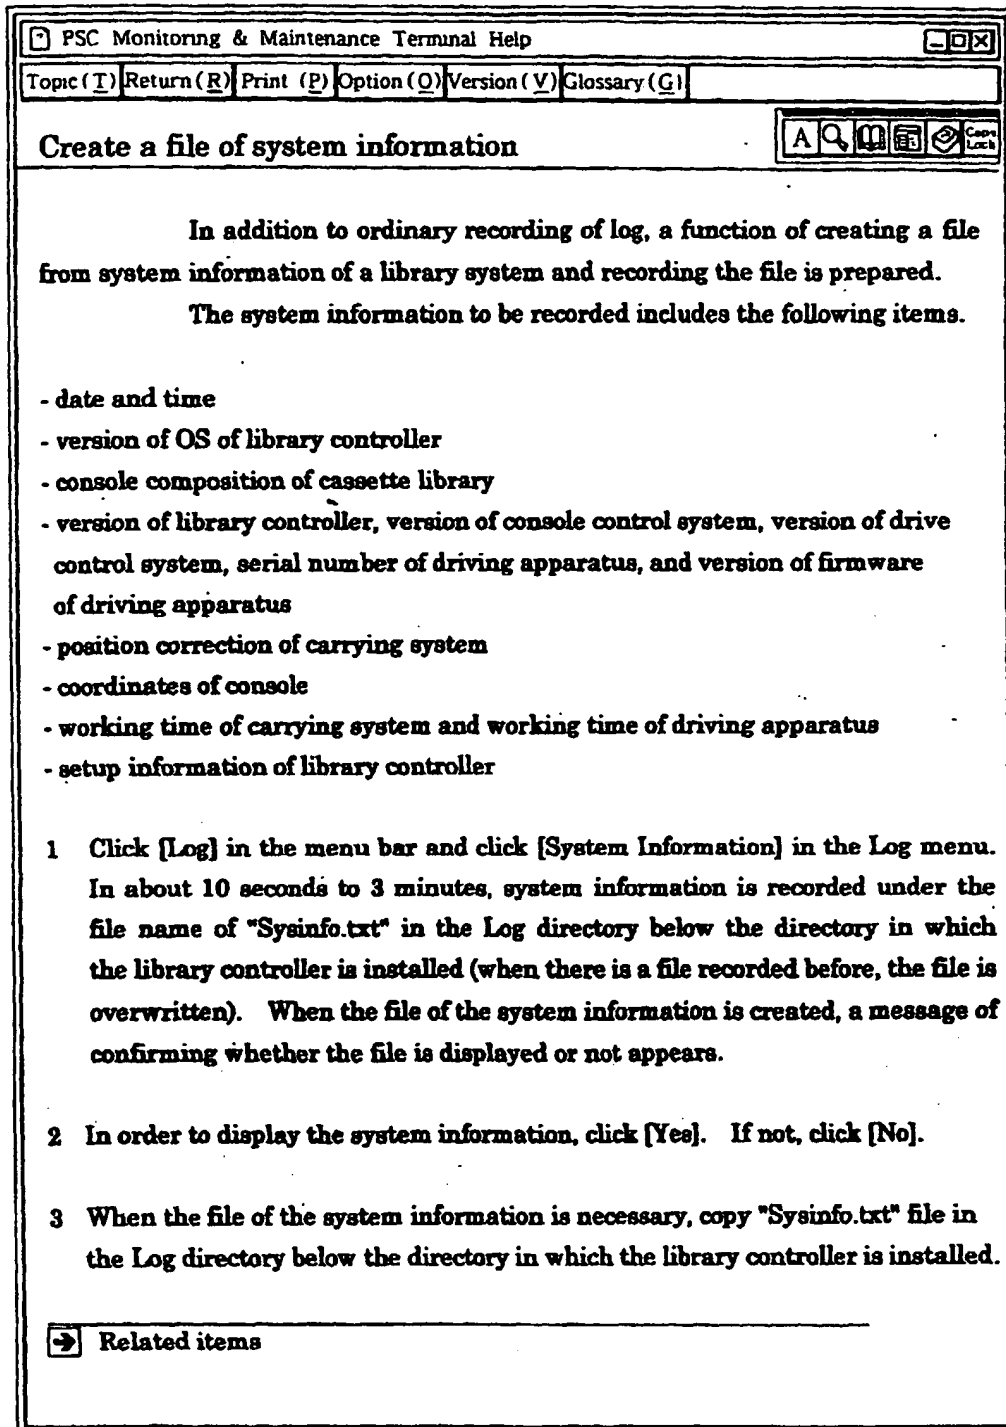 PSC Monitoring & Maintenance Terminal Help
Topic (T) Return (R) Print (P) Option (O) Version (V) Glossary (G)
Create a file of system information
A Caps Lock
In addition to ordinary recording of log, a function of creating a file
from system information of a library system and recording the file is prepared.
The system information to be recorded includes the following items.
- date and time
- version of OS of library controller
- console composition of cassette library
- version of library controller, version of console control system, version of drive
control system, serial number of driving apparatus, and version of firmware
of driving apparatus
- position correction of carrying system
- coordinates of console
- working time of carrying system and working time of driving apparatus
- setup information of library controller
1 Click [Log] in the menu bar and click [System Information] in the Log menu.
In about 10 seconds to 3 minutes, system information is recorded under the
file name of "Sysinfo.txt" in the Log directory below the directory in which
the library controller is installed (when there is a file recorded before, the file is
overwritten). When the file of the system information is created, a message of
confirming whether the file is displayed or not appears.
2 In order to display the system information, click [Yes]. If not, click [No].
3 When the file of the system information is necessary, copy "Sysinfo.txt" file in
the Log directory below the directory in which the library controller is installed.
Related items